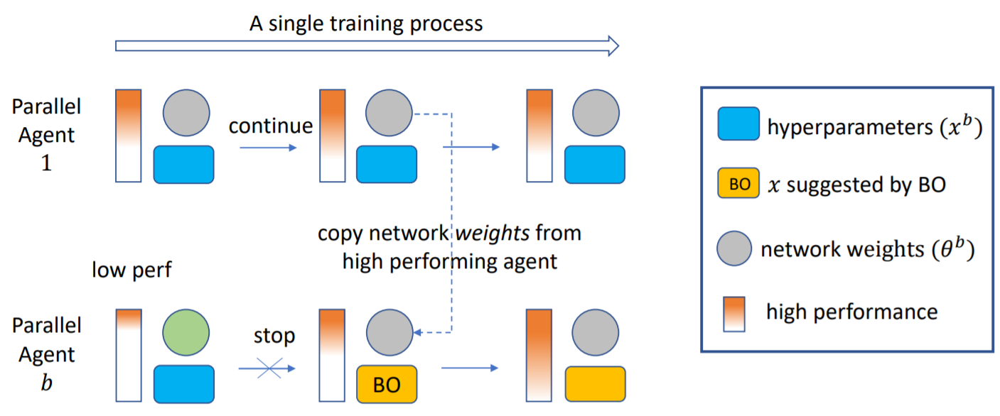 A single training process
Parallel
Agent
1
continue
copy network weights from
high performing agent
low perf
Parallel
Agent
b
stop
BO
hyperparameters (x^b)
BO x suggested by BO
network weights (θ^b)
high performance